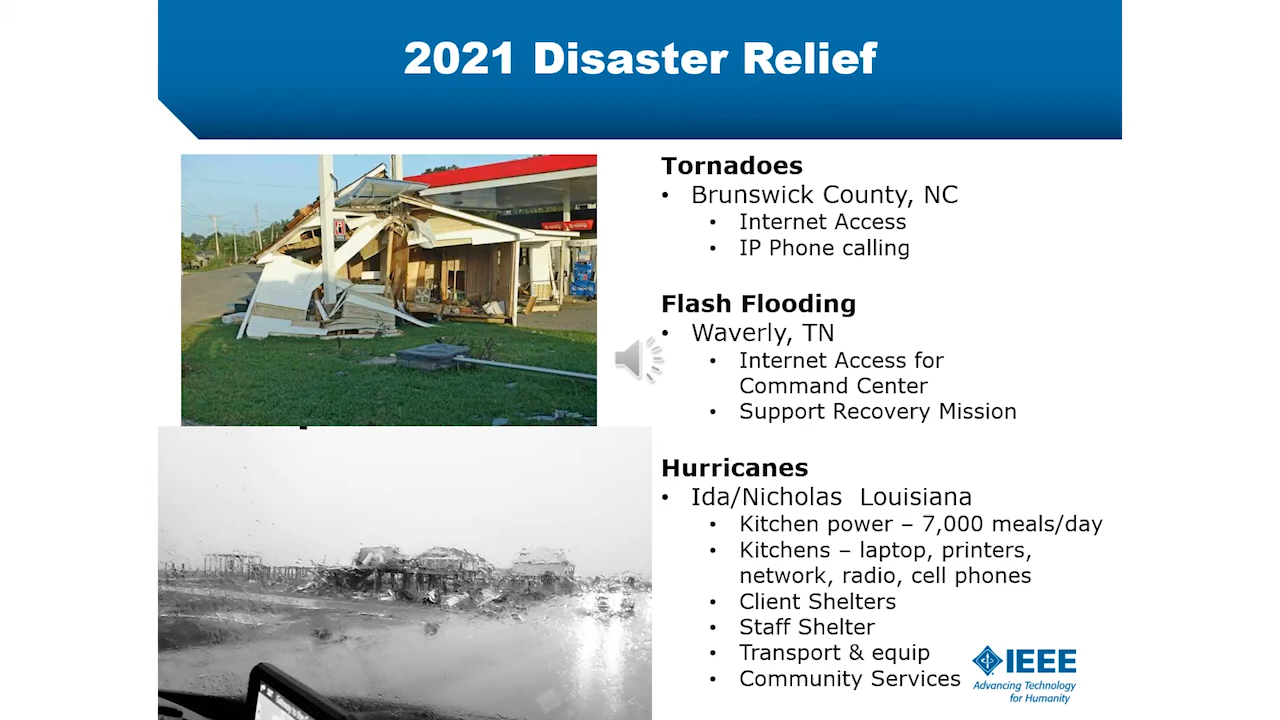 2021 Disaster Relief
Tornadoes
• Brunswick County, NC
• Internet Access
• IP Phone calling
Flash Flooding
• Waverly, TN
• Internet Access for
Command Center
• Support Recovery Mission
Hurricanes
• Ida/Nicholas Louisiana
• Kitchen power – 7,000 meals/day
• Kitchens – laptop, printers,
network, radio, cell phones
• Client Shelters
• Staff Shelter
• Transport & equip
• Community Services
IEEE
Advancing Technology
for Humanity